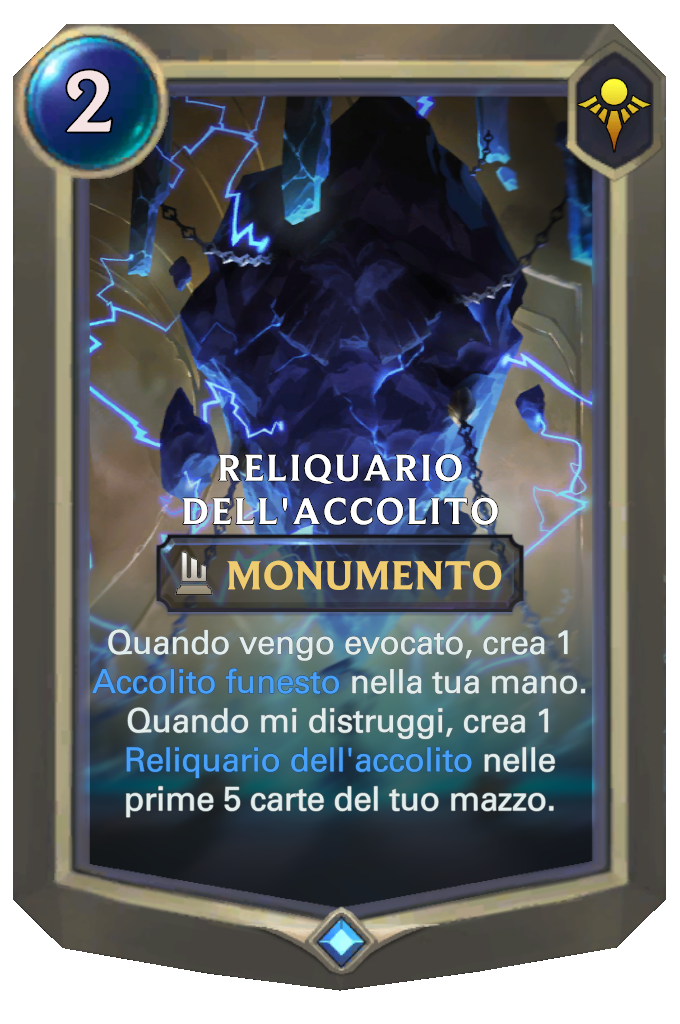 2
RELIQUARIO
DELL'ACCOLITO
MONUMENTO
Quando vengo evocato, crea 1
Accolito funesto nella tua mano.
Quando mi distruggi, crea 1
Reliquario dell'accolito nelle
prime 5 carte del tuo mazzo.